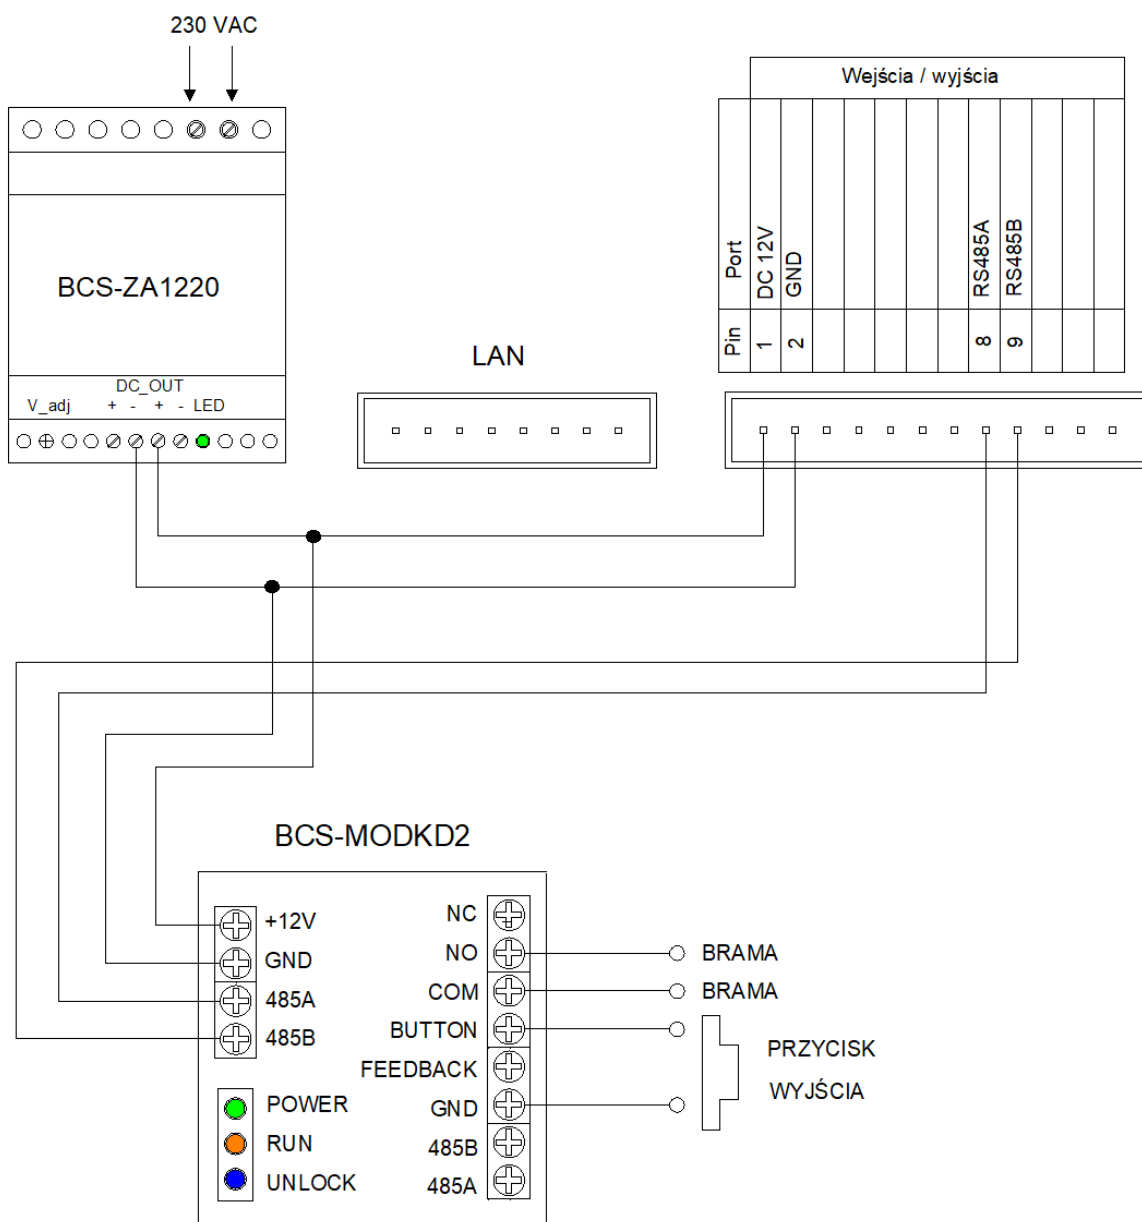 230 VAC
BCS-ZA1220
DC_OUT
V_adj + - + - LED
LAN
Wejścia / wyjścia
Port
DC 12V
GND
RS485A
RS485B
Pin
1
2
8
9
BCS-MODKD2
+12V
GND
485A
485B
POWER
RUN
UNLOCK
NC
NO
COM
BUTTON
FEEDBACK
GND
485B
485A
BRAMA
BRAMA
PRZYCISK
WYJŚCIA